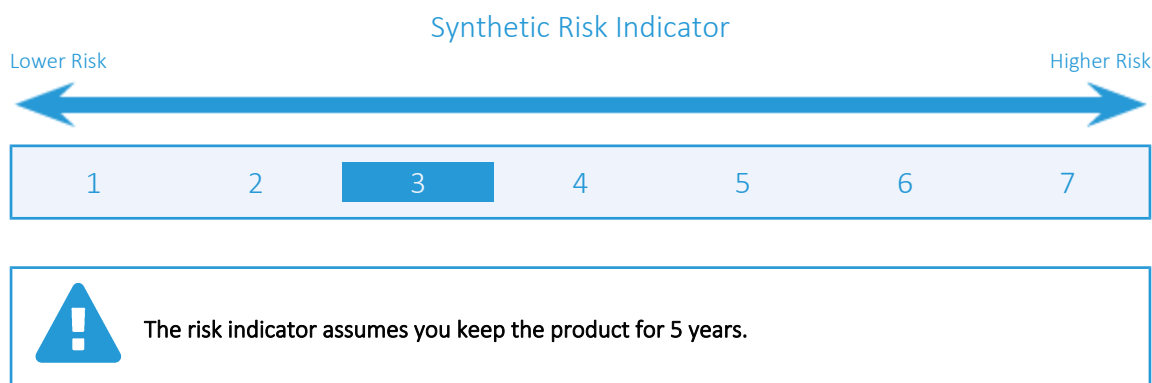 Synthetic Risk Indicator
Lower Risk Higher Risk
1 2 3 4 5 6 7
The risk indicator assumes you keep the product for 5 years.